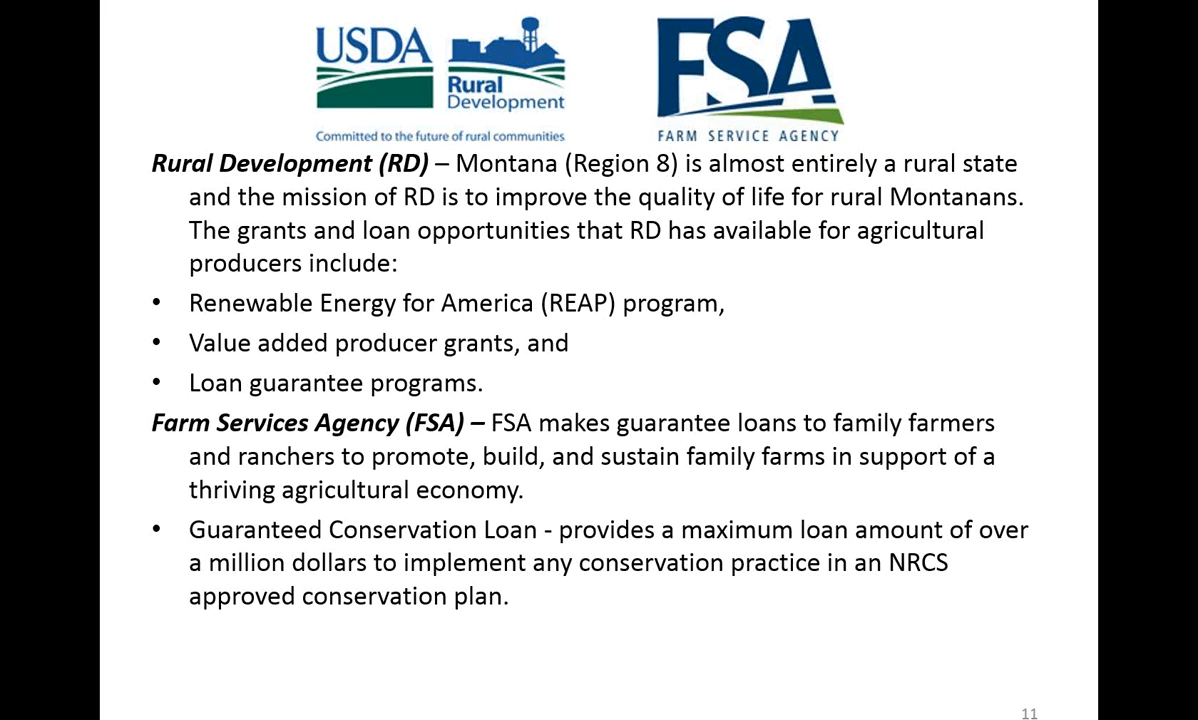 USDA
Rural
Development
Committed to the future of rural communities
FSA
FARM SERVICE AGENCY
Rural Development (RD) – Montana (Region 8) is almost entirely a rural state
and the mission of RD is to improve the quality of life for rural Montanans.
The grants and loan opportunities that RD has available for agricultural
producers include:
• Renewable Energy for America (REAP) program,
• Value added producer grants, and
• Loan guarantee programs.
Farm Services Agency (FSA) – FSA makes guarantee loans to family farmers
and ranchers to promote, build, and sustain family farms in support of a
thriving agricultural economy.
• Guaranteed Conservation Loan - provides a maximum loan amount of over
a million dollars to implement any conservation practice in an NRCS
approved conservation plan.
11